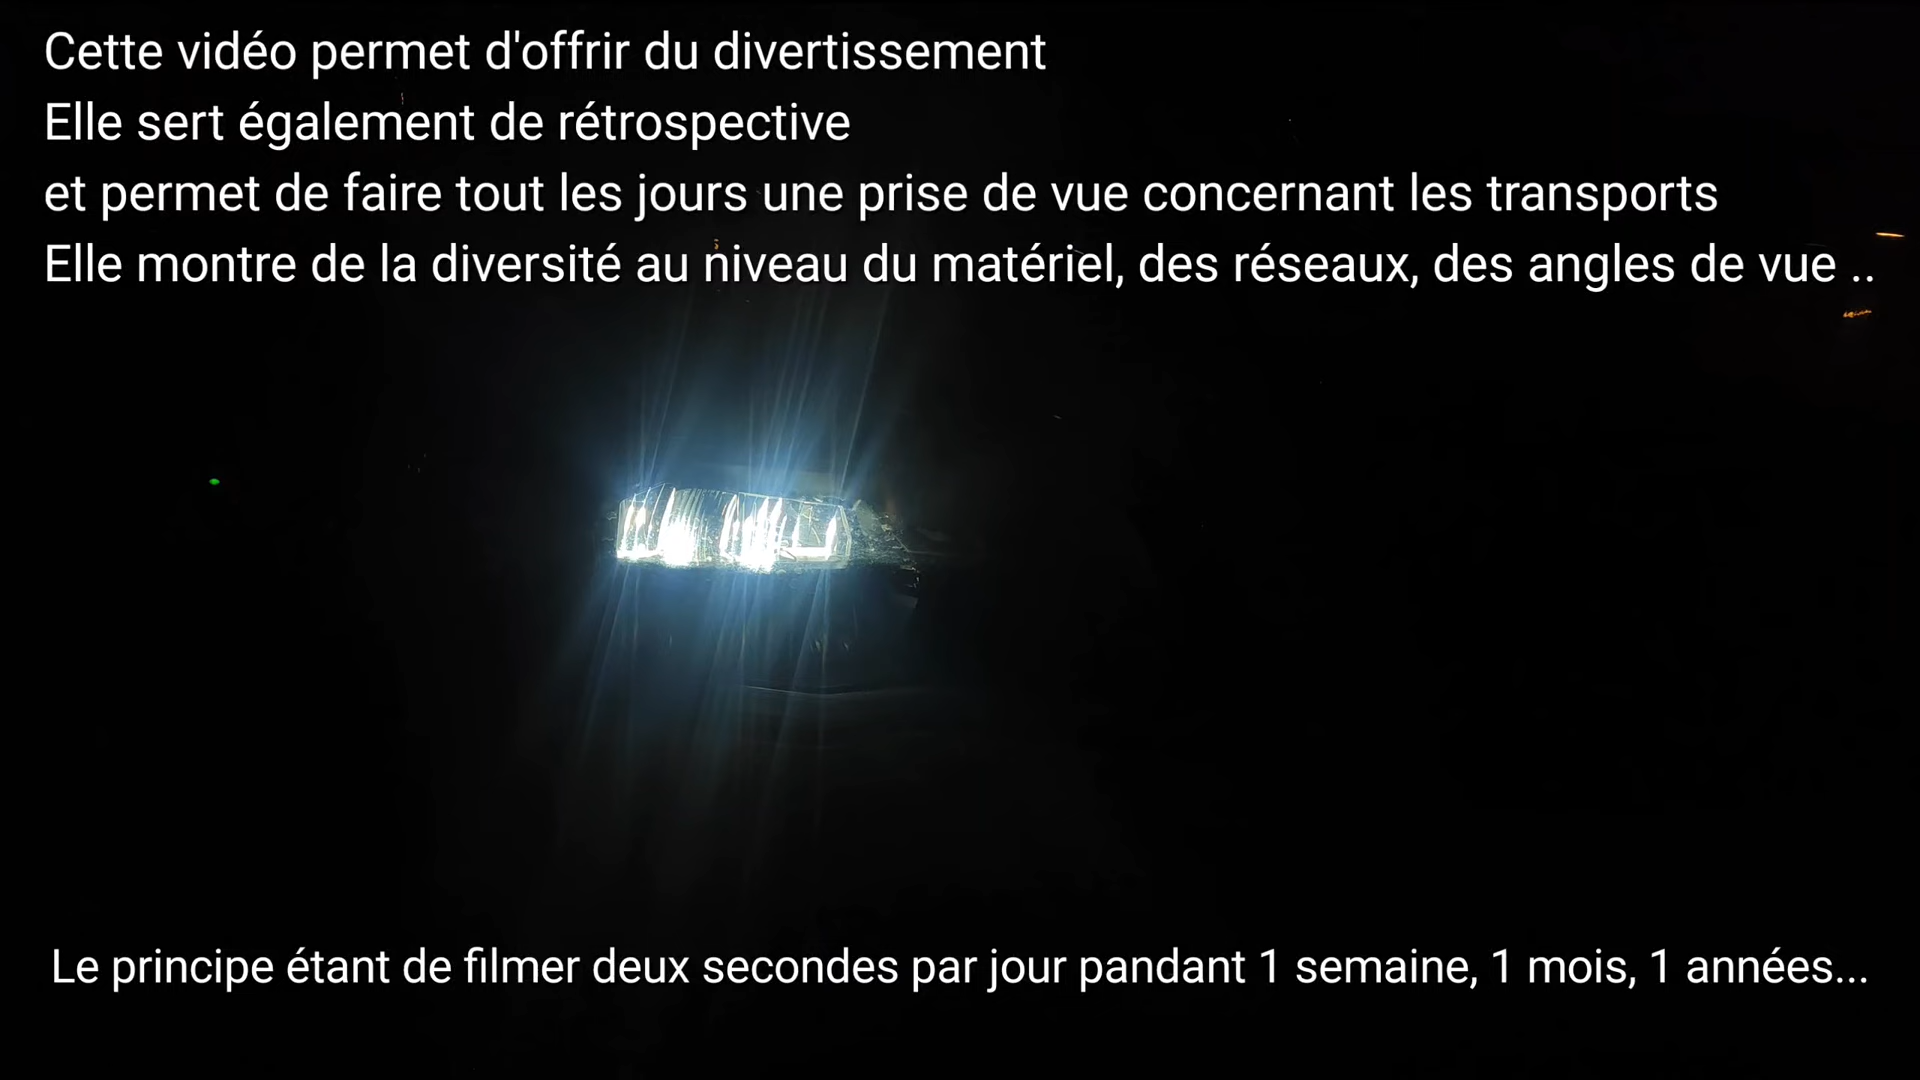 Cette vidéo permet d'offrir du divertissement
Elle sert également de rétrospective
et permet de faire tout les jours une prise de vue concernant les transports
Elle montre de la diversité au niveau du matériel, des réseaux, des angles de vue ..
Le principe étant de filmer deux secondes par jour pandant 1 semaine, 1 mois, 1 années...